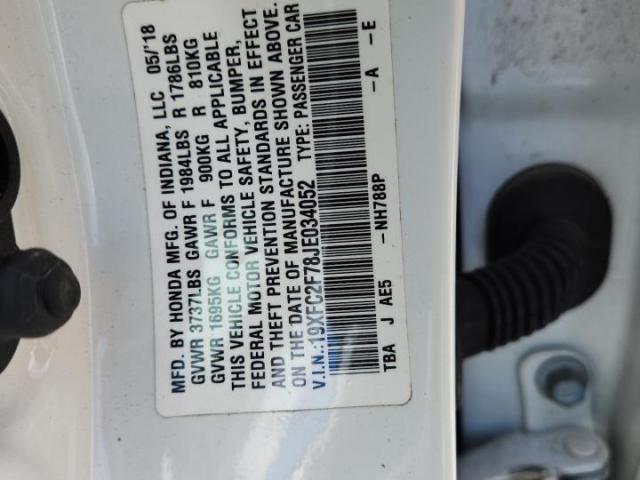 MFD. BY HONDA MFG. OF INDIANA, LLC 05/'18
GVWR 3737LBS GAWR F 1984LBS R 1786LBS
GVWR 1695KG GAWR F 900KG R 810KG
THIS VEHICLE CONFORMS TO ALL APPLICABLE
FEDERAL MOTOR VEHICLE SAFETY, BUMPER,
AND THEFT PREVENTION STANDARDS IN EFFECT
ON THE DATE OF MANUFACTURE SHOWN ABOVE.
V.I.N.:19XFC2F78JE034052 TYPE: PASSENGER CAR
TBA J AE5 -NH788P -A -E